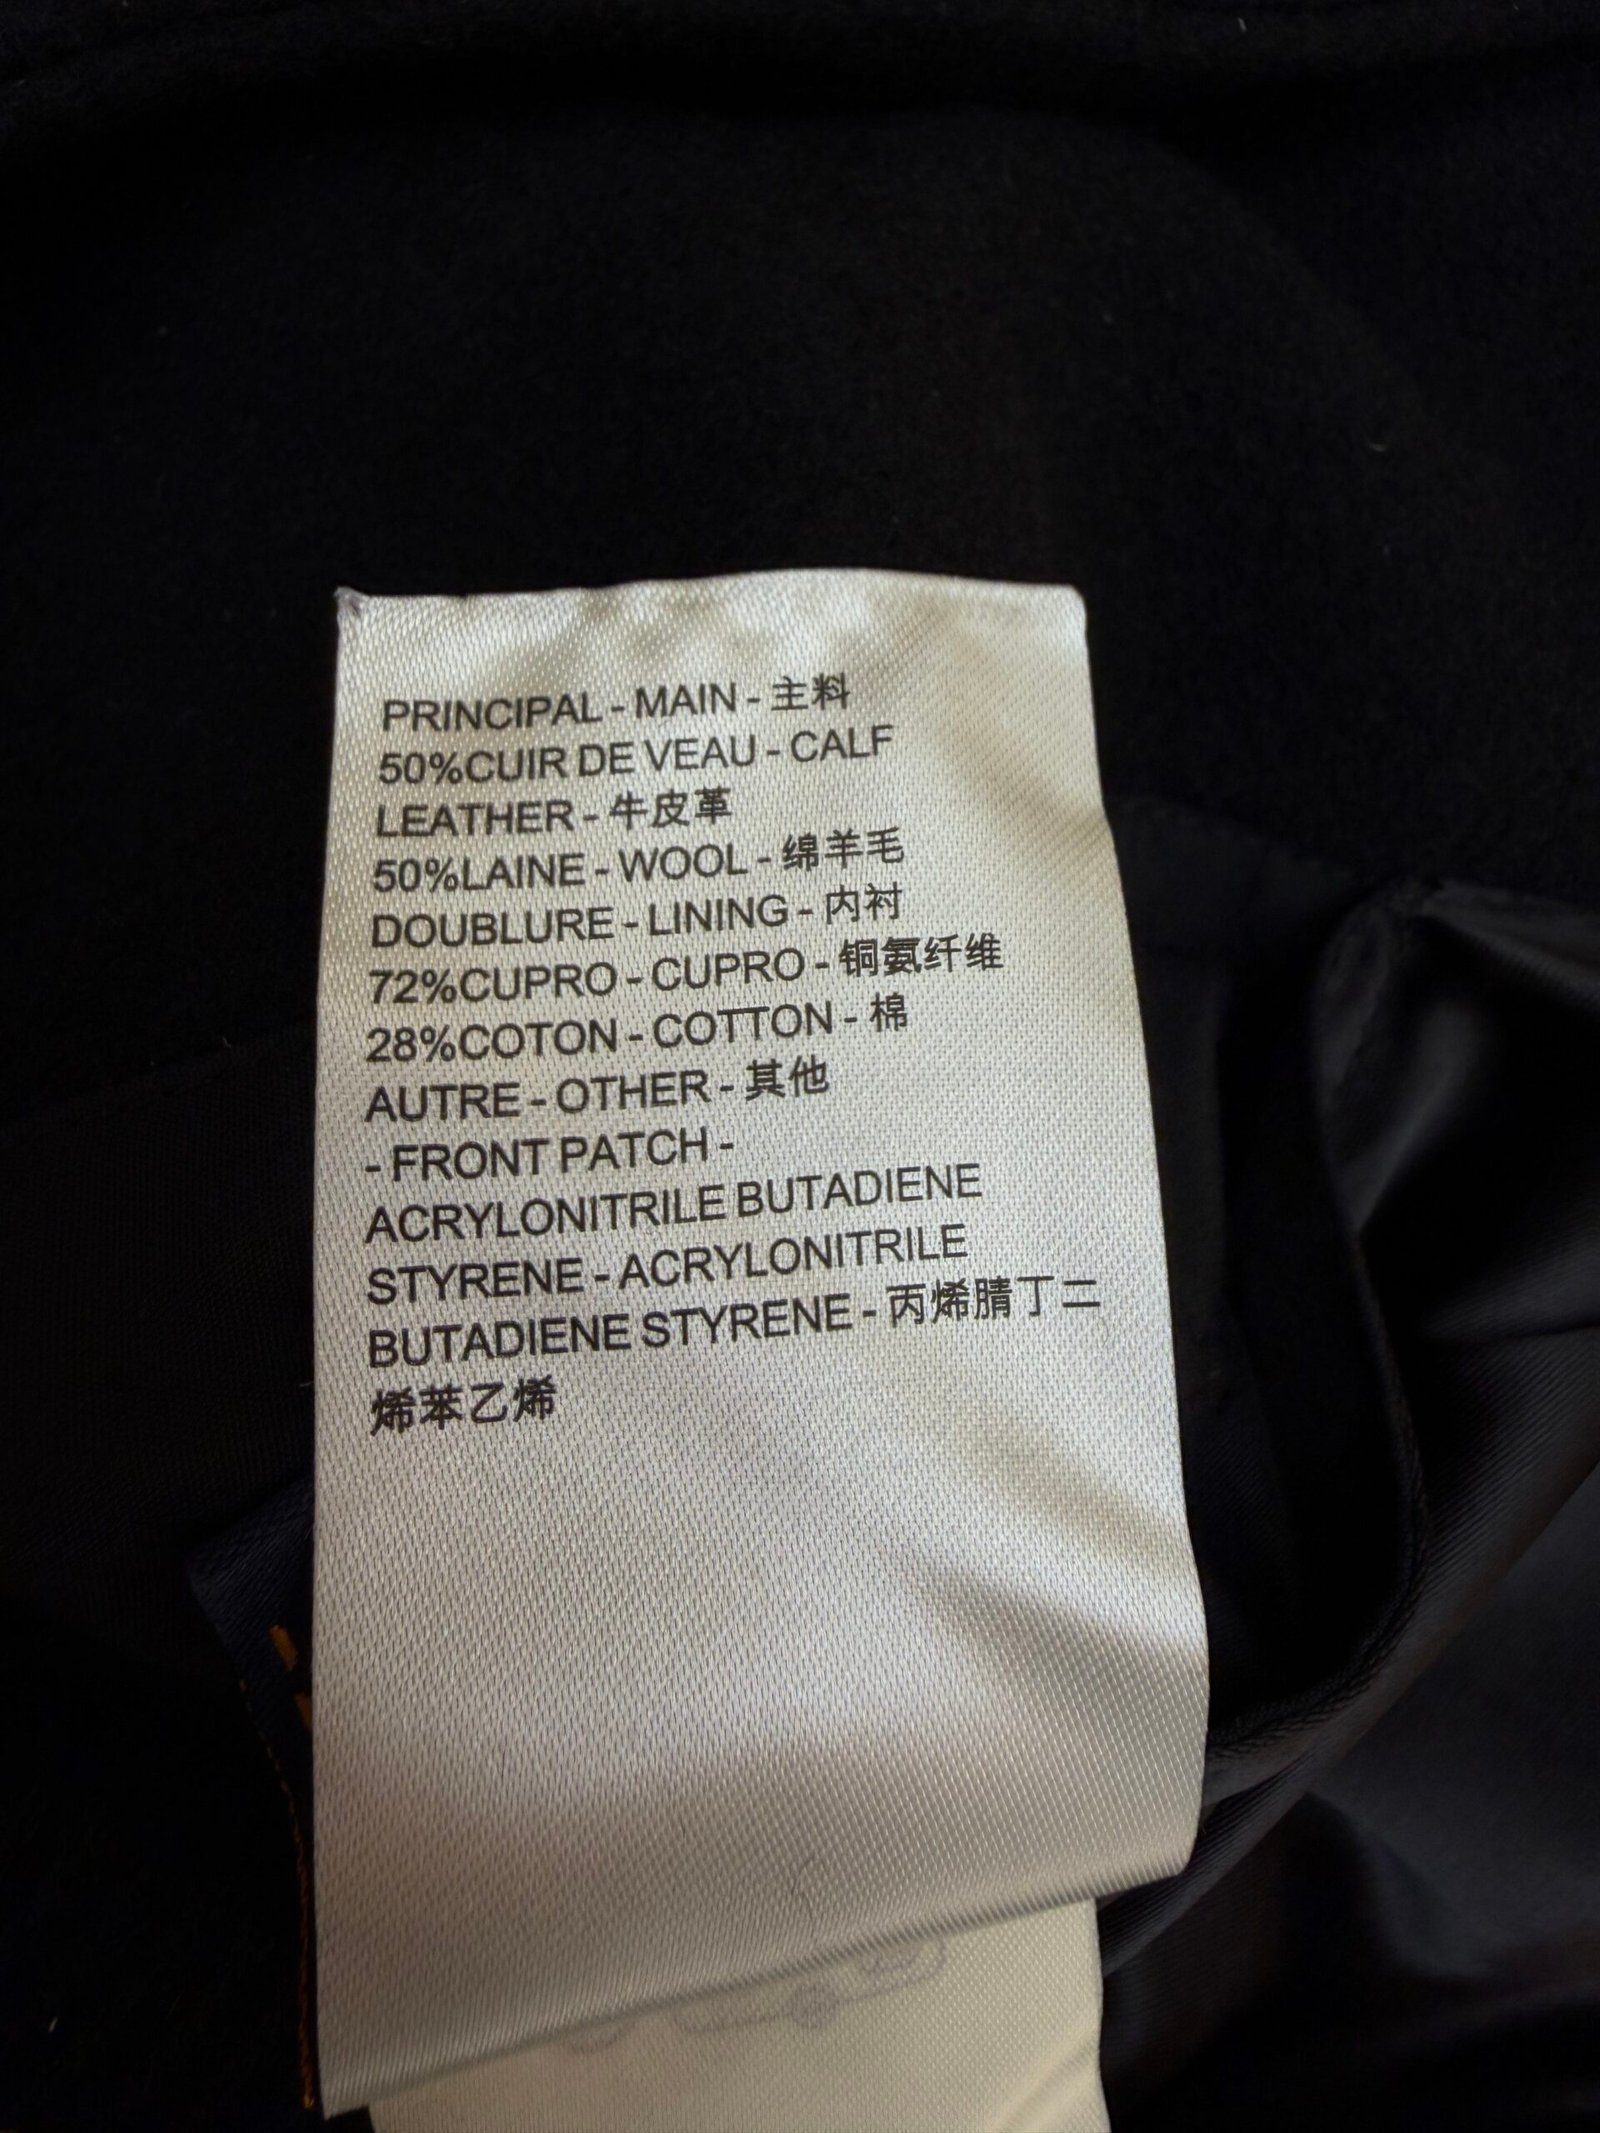 PRINCIPAL - MAIN - 主料
50%CUIR DE VEAU - CALF
LEATHER - 牛皮革
50%LAINE - WOOL - 绵羊毛
DOUBLURE - LINING - 内衬
72%CUPRO - CUPRO - 铜氨纤维
28%COTON - COTTON - 棉
AUTRE - OTHER - 其他
- FRONT PATCH -
ACRYLONITRILE BUTADIENE
STYRENE - ACRYLONITRILE
BUTADIENE STYRENE - 丙烯腈丁二
烯苯乙烯